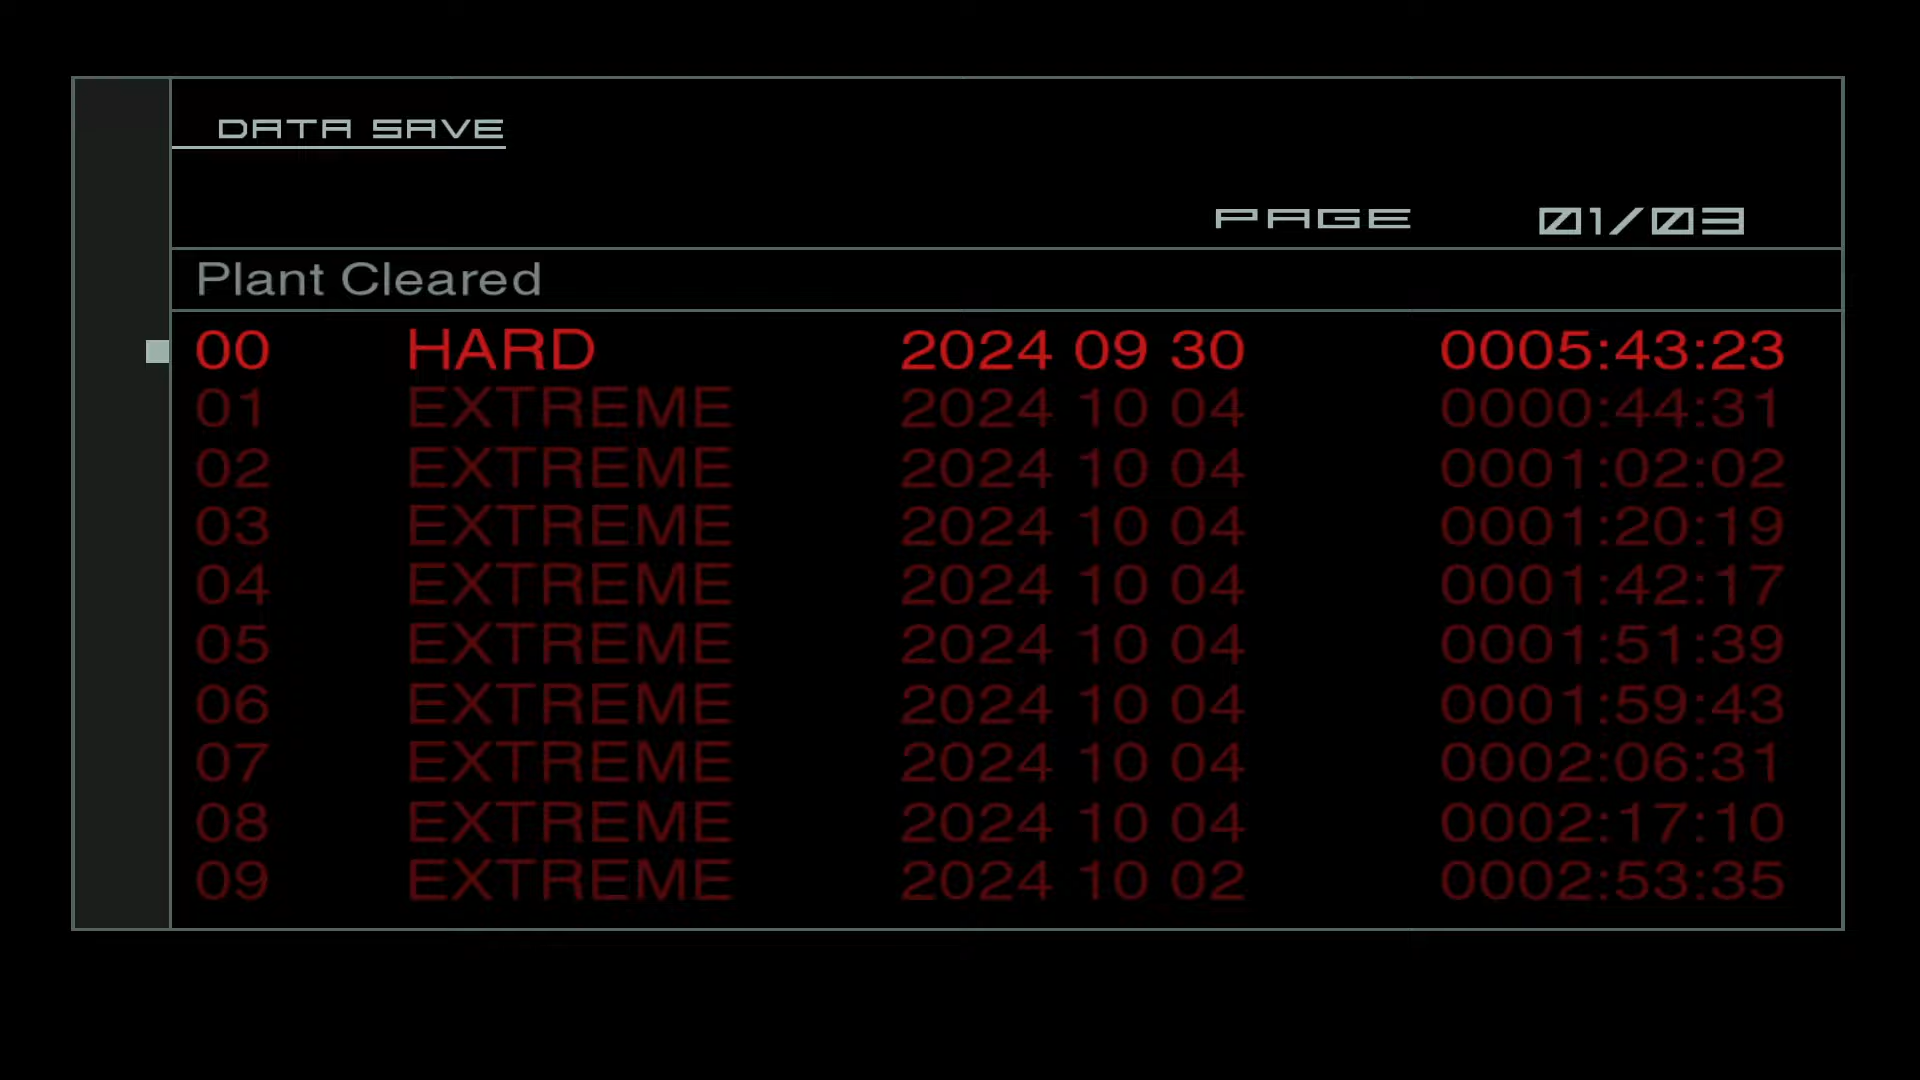 DATA SAVE
PAGE 01/03
Plant Cleared
00 HARD 2024 09 30 0005:43:23
01 EXTREME 2024 10 04 0000:44:31
02 EXTREME 2024 10 04 0001:02:02
03 EXTREME 2024 10 04 0001:20:19
04 EXTREME 2024 10 04 0001:42:17
05 EXTREME 2024 10 04 0001:51:39
06 EXTREME 2024 10 04 0001:59:43
07 EXTREME 2024 10 04 0002:06:31
08 EXTREME 2024 10 04 0002:17:10
09 EXTREME 2024 10 02 0002:53:35